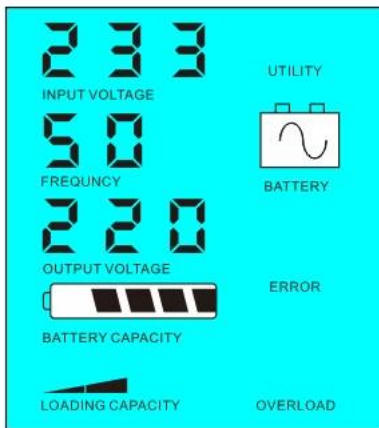 233
UTILITY
INPUT VOLTAGE
50
FREQUNCY
BATTERY
220
OUTPUT VOLTAGE
ERROR
BATTERY CAPACITY
LOADING CAPACITY
OVERLOAD